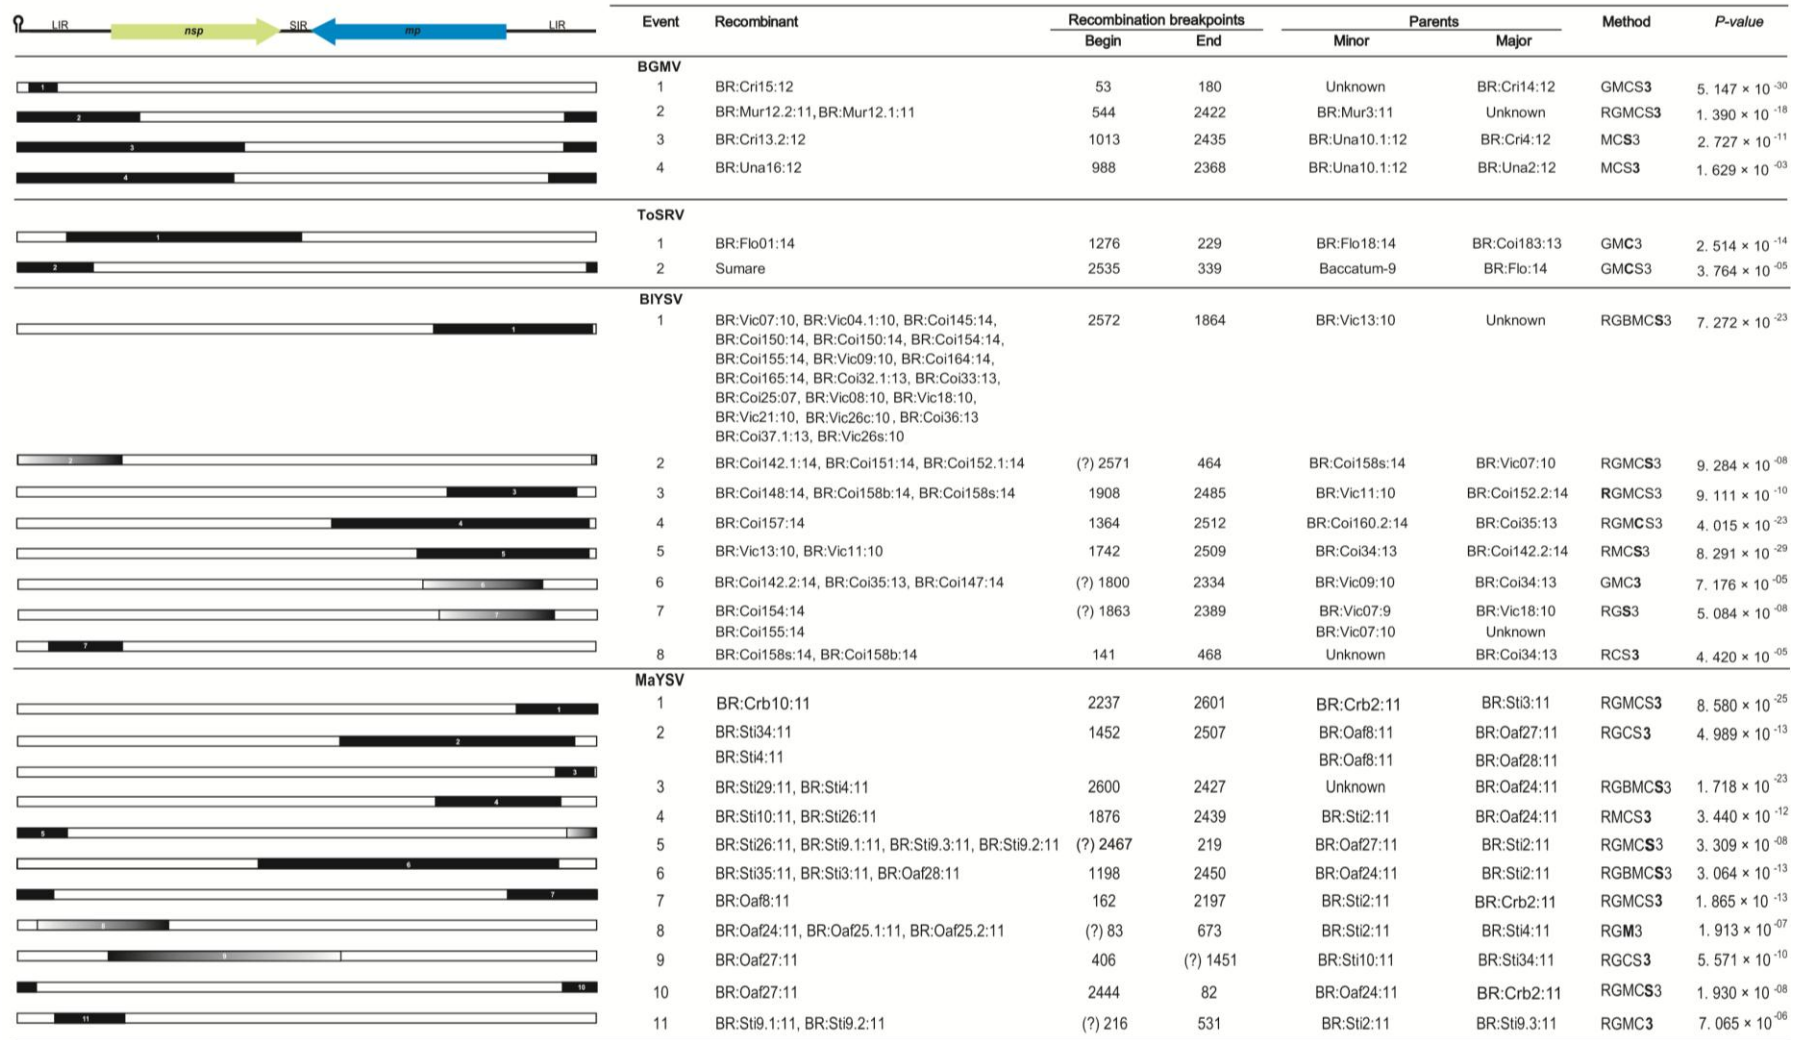 LIR nsp SIR mp LIR
Event Recombinant Recombination breakpoints Parents Method P-value
Begin End Minor Major
BGMV
1 1 BR:Cri15:12 53 180 Unknown BR:Cri14:12 GMCS3 5. 147 × 10 -30
2 2 BR:Mur12.2:11, BR:Mur12.1:11 544 2422 BR:Mur3:11 Unknown RGMCS3 1. 390 × 10 -18
3 3 BR:Cri13.2:12 1013 2435 BR:Una10.1:12 BR:Cri4:12 MCS3 2. 727 × 10 -11
4 4 BR:Una16:12 988 2368 BR:Una10.1:12 BR:Una2:12 MCS3 1. 629 × 10 -03
ToSRV
1 1 BR:Flo01:14 1276 229 BR:Flo18:14 BR:Coi183:13 GMC3 2. 514 × 10 -14
2 2 Sumare 2535 339 Baccatum-9 BR:Flo:14 GMCS3 3. 764 × 10 -05
BlYSV
1 1 BR:Vic07:10, BR:Vic04.1:10, BR:Coi145:14, 2572 1864 BR:Vic13:10 Unknown RGBMCS3 7. 272 × 10 -23
BR:Coi150:14, BR:Coi150:14, BR:Coi154:14,
BR:Coi155:14, BR:Vic09:10, BR:Coi164:14,
BR:Coi165:14, BR:Coi32.1:13, BR:Coi33:13,
BR:Coi25:07, BR:Vic08:10, BR:Vic18:10,
BR:Vic21:10, BR:Vic26c:10, BR:Coi36:13
BR:Coi37.1:13, BR:Vic26s:10
2 2 BR:Coi142.1:14, BR:Coi151:14, BR:Coi152.1:14 (?) 2571 464 BR:Coi158s:14 BR:Vic07:10 RGMCS3 9. 284 × 10 -08
3 3 BR:Coi148:14, BR:Coi158b:14, BR:Coi158s:14 1908 2485 BR:Vic11:10 BR:Coi152.2:14 RGMCS3 9. 111 × 10 -10
4 4 BR:Coi157:14 1364 2512 BR:Coi160.2:14 BR:Coi35:13 RGMCS3 4. 015 × 10 -23
5 5 BR:Vic13:10, BR:Vic11:10 1742 2509 BR:Coi34:13 BR:Coi142.2:14 RMCS3 8. 291 × 10 -29
6 6 BR:Coi142.2:14, BR:Coi35:13, BR:Coi147:14 (?) 1800 2334 BR:Vic09:10 BR:Coi34:13 GMC3 7. 176 × 10 -05
7 7 BR:Coi154:14 (?) 1863 2389 BR:Vic07:9 BR:Vic18:10 RGS3 5. 084 × 10 -08
BR:Coi155:14 BR:Vic07:10 Unknown
7 8 BR:Coi158s:14, BR:Coi158b:14 141 468 Unknown BR:Coi34:13 RCS3 4. 420 × 10 -05
MaYSV
1 1 BR:Crb10:11 2237 2601 BR:Crb2:11 BR:Sti3:11 RGMCS3 8. 580 × 10 -25
2 2 BR:Sti34:11 1452 2507 BR:Oaf8:11 BR:Oaf27:11 RGCS3 4. 989 × 10 -13
BR:Sti4:11 BR:Oaf8:11 BR:Oaf28:11
3 3 BR:Sti29:11, BR:Sti4:11 2600 2427 Unknown BR:Oaf24:11 RGBMCS3 1. 718 × 10 -23
4 4 BR:Sti10:11, BR:Sti26:11 1876 2439 BR:Sti2:11 BR:Oaf24:11 RMCS3 3. 440 × 10 -12
5 5 BR:Sti26:11, BR:Sti9.1:11, BR:Sti9.3:11, BR:Sti9.2:11 (?) 2467 219 BR:Oaf27:11 BR:Sti2:11 RGMCS3 3. 309 × 10 -08
6 6 BR:Sti35:11, BR:Sti3:11, BR:Oaf28:11 1198 2450 BR:Oaf24:11 BR:Sti2:11 RGBMCS3 3. 064 × 10 -13
7 7 BR:Oaf8:11 162 2197 BR:Sti2:11 BR:Crb2:11 RGMCS3 1. 865 × 10 -13
8 8 BR:Oaf24:11, BR:Oaf25.1:11, BR:Oaf25.2:11 (?) 83 673 BR:Sti2:11 BR:Sti4:11 RGM3 1. 913 × 10 -07
9 9 BR:Oaf27:11 406 (?) 1451 BR:Sti10:11 BR:Sti34:11 RGCS3 5. 571 × 10 -10
10 10 BR:Oaf27:11 2444 82 BR:Oaf24:11 BR:Crb2:11 RGMCS3 1. 930 × 10 -08
11 11 BR:Sti9.1:11, BR:Sti9.2:11 (?) 216 531 BR:Sti2:11 BR:Sti9.3:11 RGMC3 7. 065 × 10 -06